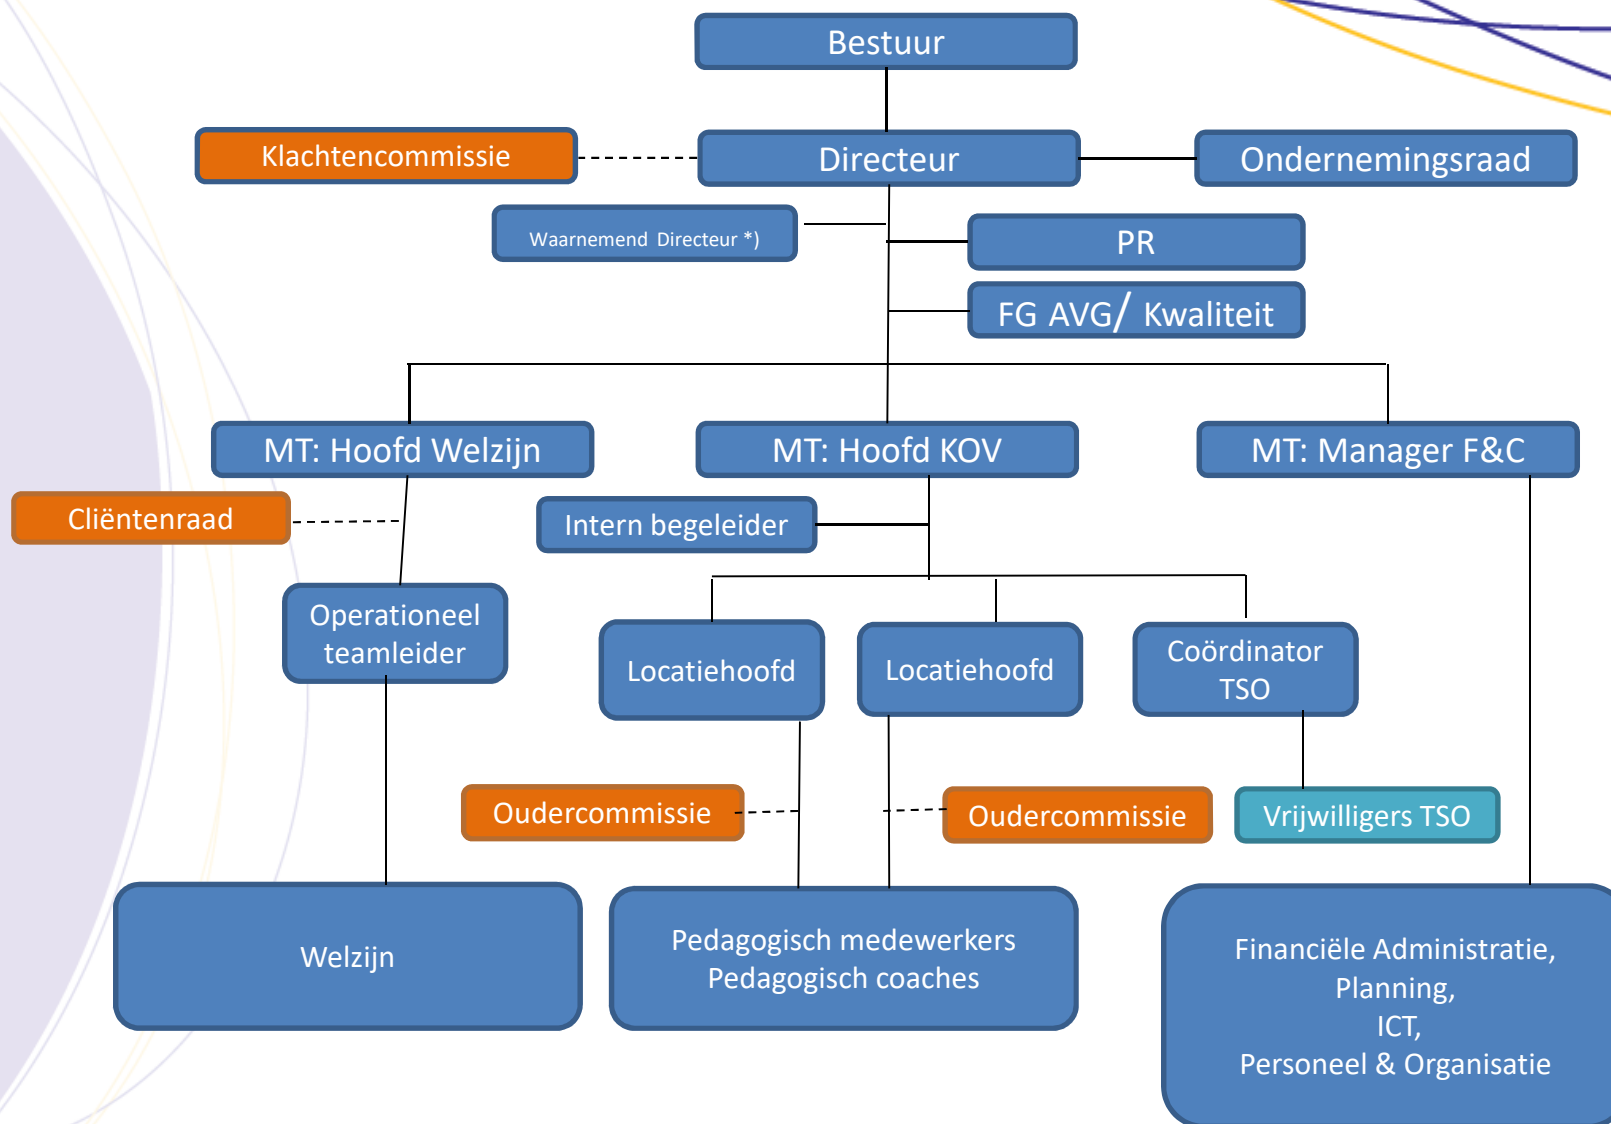 Bestuur
Klachtencommissie
Directeur
Ondernemingsraad
Waarnemend Directeur *)
PR
FG AVG/ Kwaliteit
MT: Hoofd Welzijn
MT: Hoofd KOV
MT: Manager F&C
Cliëntenraad
Intern begeleider
Operationeel
teamleider
Locatiehoofd
Locatiehoofd
Coördinator
TSO
Oudercommissie
Oudercommissie
Vrijwilligers TSO
Welzijn
Pedagogisch medewerkers
Pedagogisch coaches
Financiële Administratie,
Planning,
ICT,
Personeel & Organisatie